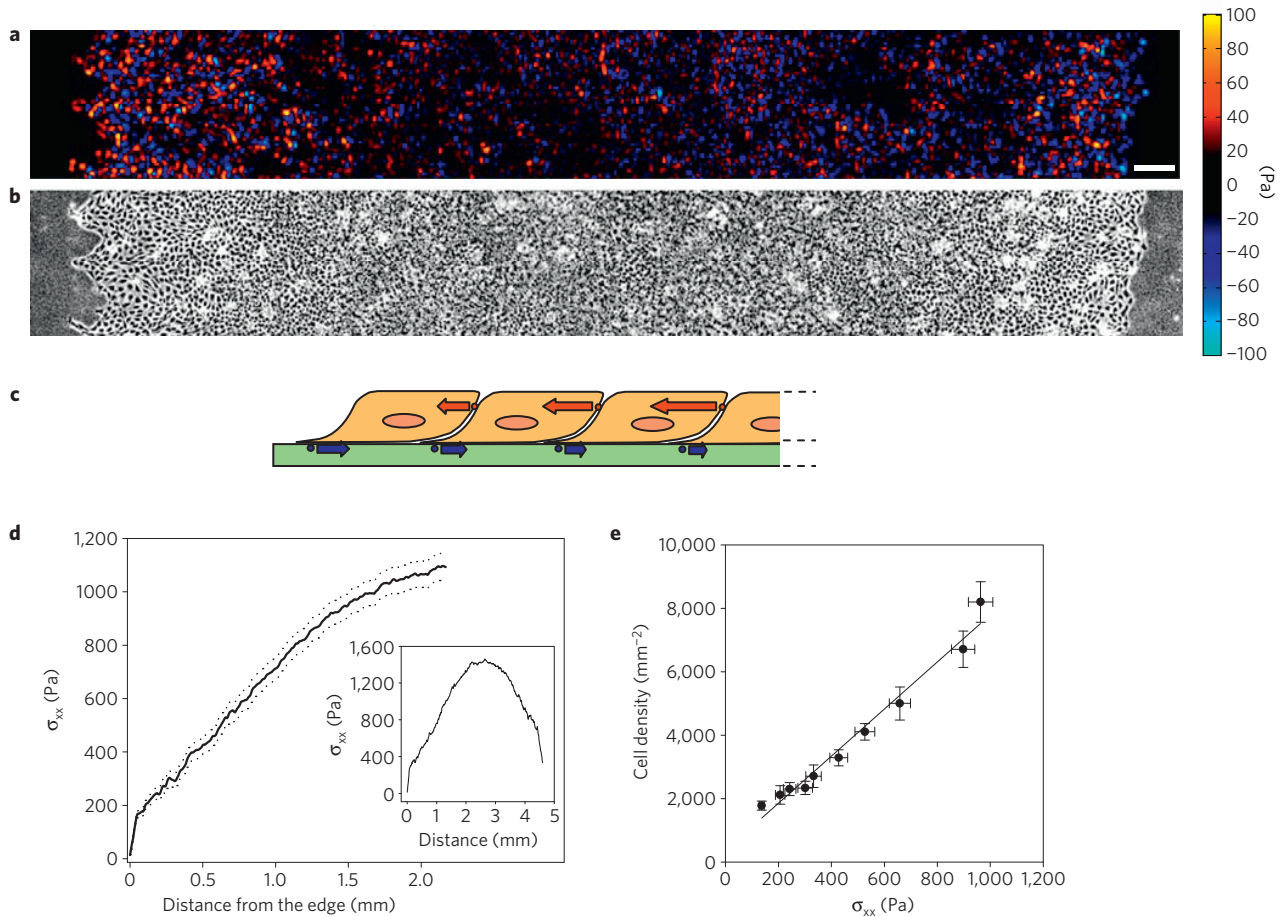 a
100
80
60
40
20
0
−20
−40
−60
−80
−100
(Pa)
b
c
d
1,200
1000
800
600
400
200
0
σxx (Pa)
0
0.5
1.0
1.5
2.0
Distance from the edge (mm)
1,600
1,200
800
400
0
σxx (Pa)
0 1 2 3 4 5
Distance (mm)
e
10,000
8,000
6,000
4,000
2,000
0
Cell density (mm⁻²)
0 200 400 600 800 1,000 1,200
σxx (Pa)